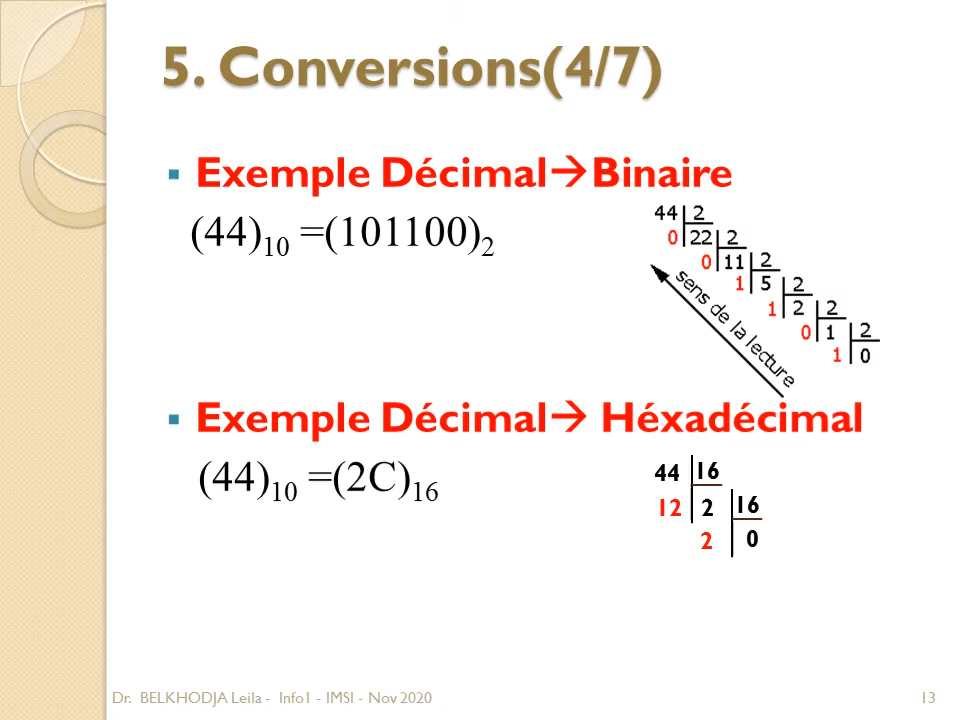 5. Conversions(4/7)
▪ Exemple Décimal→Binaire
(44)₁₀ =(101100)₂
44 2
0 22 2
0 11 2
1 5 2
1 2 2
0 1 2
1 0
sens de la lecture
▪ Exemple Décimal→ Héxadécimal
(44)₁₀ =(2C)₁₆
44 16
12 2 16
2 0
Dr. BELKHODJA Leila - Info1 - IMSI - Nov 2020
13